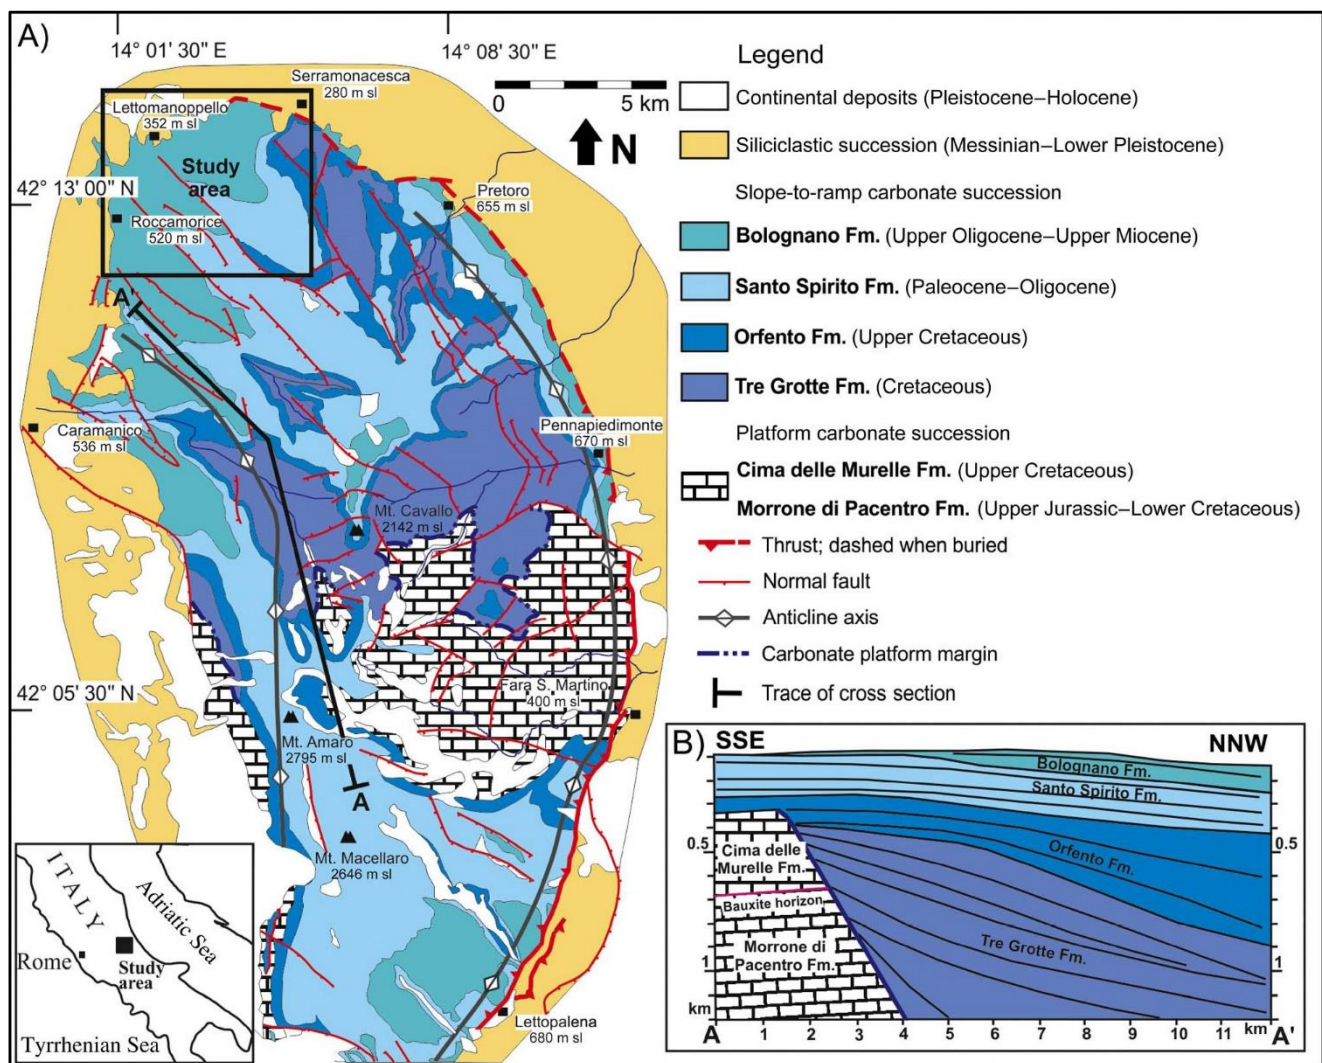 A)
14° 01' 30" E
14° 08' 30" E
Serramonacesca
280 m sl
0
5 km
N
Lettomanoppello
352 m sl
Study
area
42° 13' 00" N
Pretoro
655 m sl
Roccamorice
520 m sl
A'
Caramanico
536 m sl
Pennapiedimonte
670 m sl
Mt. Cavallo
2142 m sl
42° 05' 30" N
Fara S. Martino
400 m sl
Mt. Amaro
2795 m sl
A
Mt. Macellaro
2646 m sl
Lettopalena
680 m sl
ITALY
Adriatic Sea
Rome
Study
area
Tyrrhenian Sea
Legend
Continental deposits (Pleistocene–Holocene)
Siliciclastic succession (Messinian–Lower Pleistocene)
Slope-to-ramp carbonate succession
Bolognano Fm. (Upper Oligocene–Upper Miocene)
Santo Spirito Fm. (Paleocene–Oligocene)
Orfento Fm. (Upper Cretaceous)
Tre Grotte Fm. (Cretaceous)
Platform carbonate succession
Cima delle Murelle Fm. (Upper Cretaceous)
Morrone di Pacentro Fm. (Upper Jurassic–Lower Cretaceous)
Thrust; dashed when buried
Normal fault
Anticline axis
Carbonate platform margin
Trace of cross section
B)
SSE
NNW
Bolognano Fm.
Santo Spirito Fm.
Orfento Fm.
0.5
0.5
Cima delle
Murelle Fm.
Bauxite horizon
Tre Grotte Fm.
Morrone di
Pacentro Fm.
1
1
km
A
1 2 3 4 5 6 7 8 9 10 11 km
A'